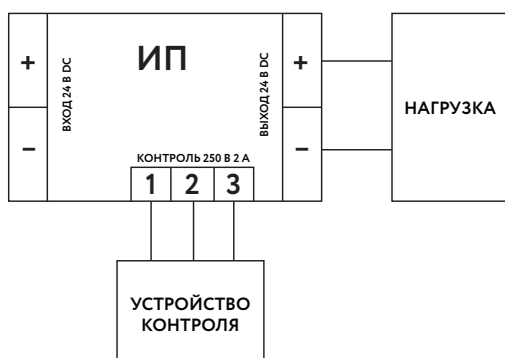 ИП
+
−
ВХОД 24 В DC
ВЫХОД 24 В DC
+
−
КОНТРОЛЬ 250 В 2 А
1 2 3
НАГРУЗКА
УСТРОЙСТВО
КОНТРОЛЯ